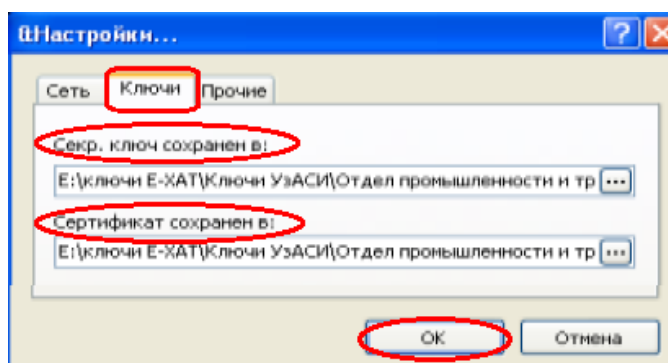 &Настройки...
Сеть Ключи Прочие
Секр. ключ сохранен в:
E:\ключи E-XAT\Ключи УзАСИ\Отдел промышленности и тр ...
Сертификат сохранен в:
E:\ключи E-XAT\Ключи УзАСИ\Отдел промышленности и тр ...
OK Отмена